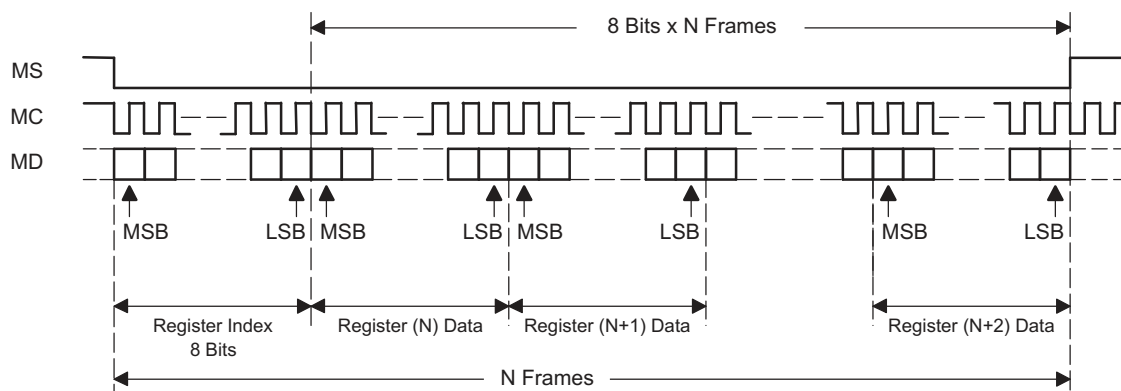 8 Bits x N Frames
MS
MC
MD
MSB
LSB
MSB
LSB
MSB
LSB
MSB
LSB
Register Index
8 Bits
Register (N) Data
Register (N+1) Data
Register (N+2) Data
N Frames